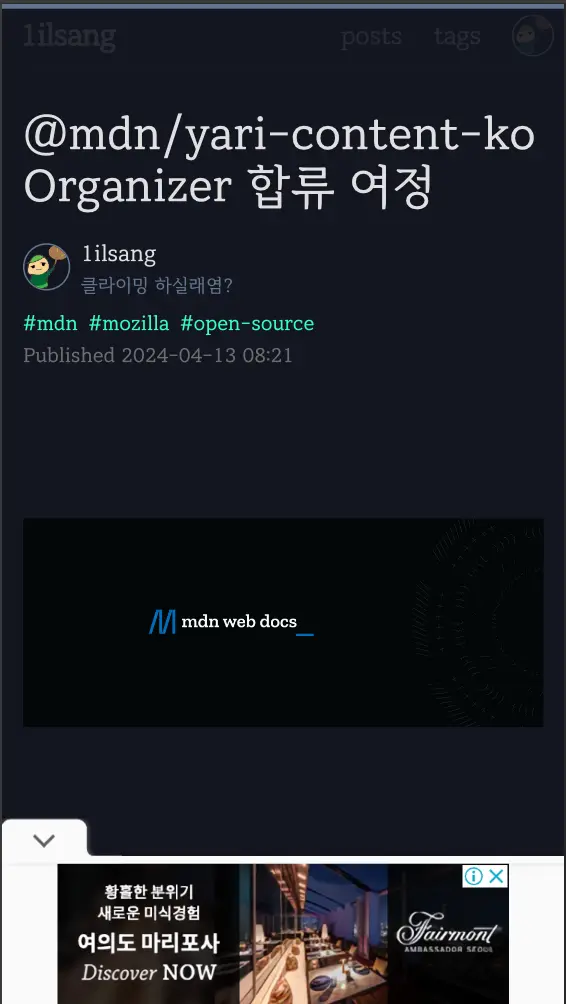 1ilsang
posts tags
@mdn/yari-content-ko
Organizer 합류 여정
1ilsang
클라이밍 하실래염?
#mdn #mozilla #open-source
Published 2024-04-13 08:21
mdn web docs_
황홀한 분위기
새로운 미식경험
여의도 마리포사
Discover NOW
Fairmont
AMBASSADOR SEOUL